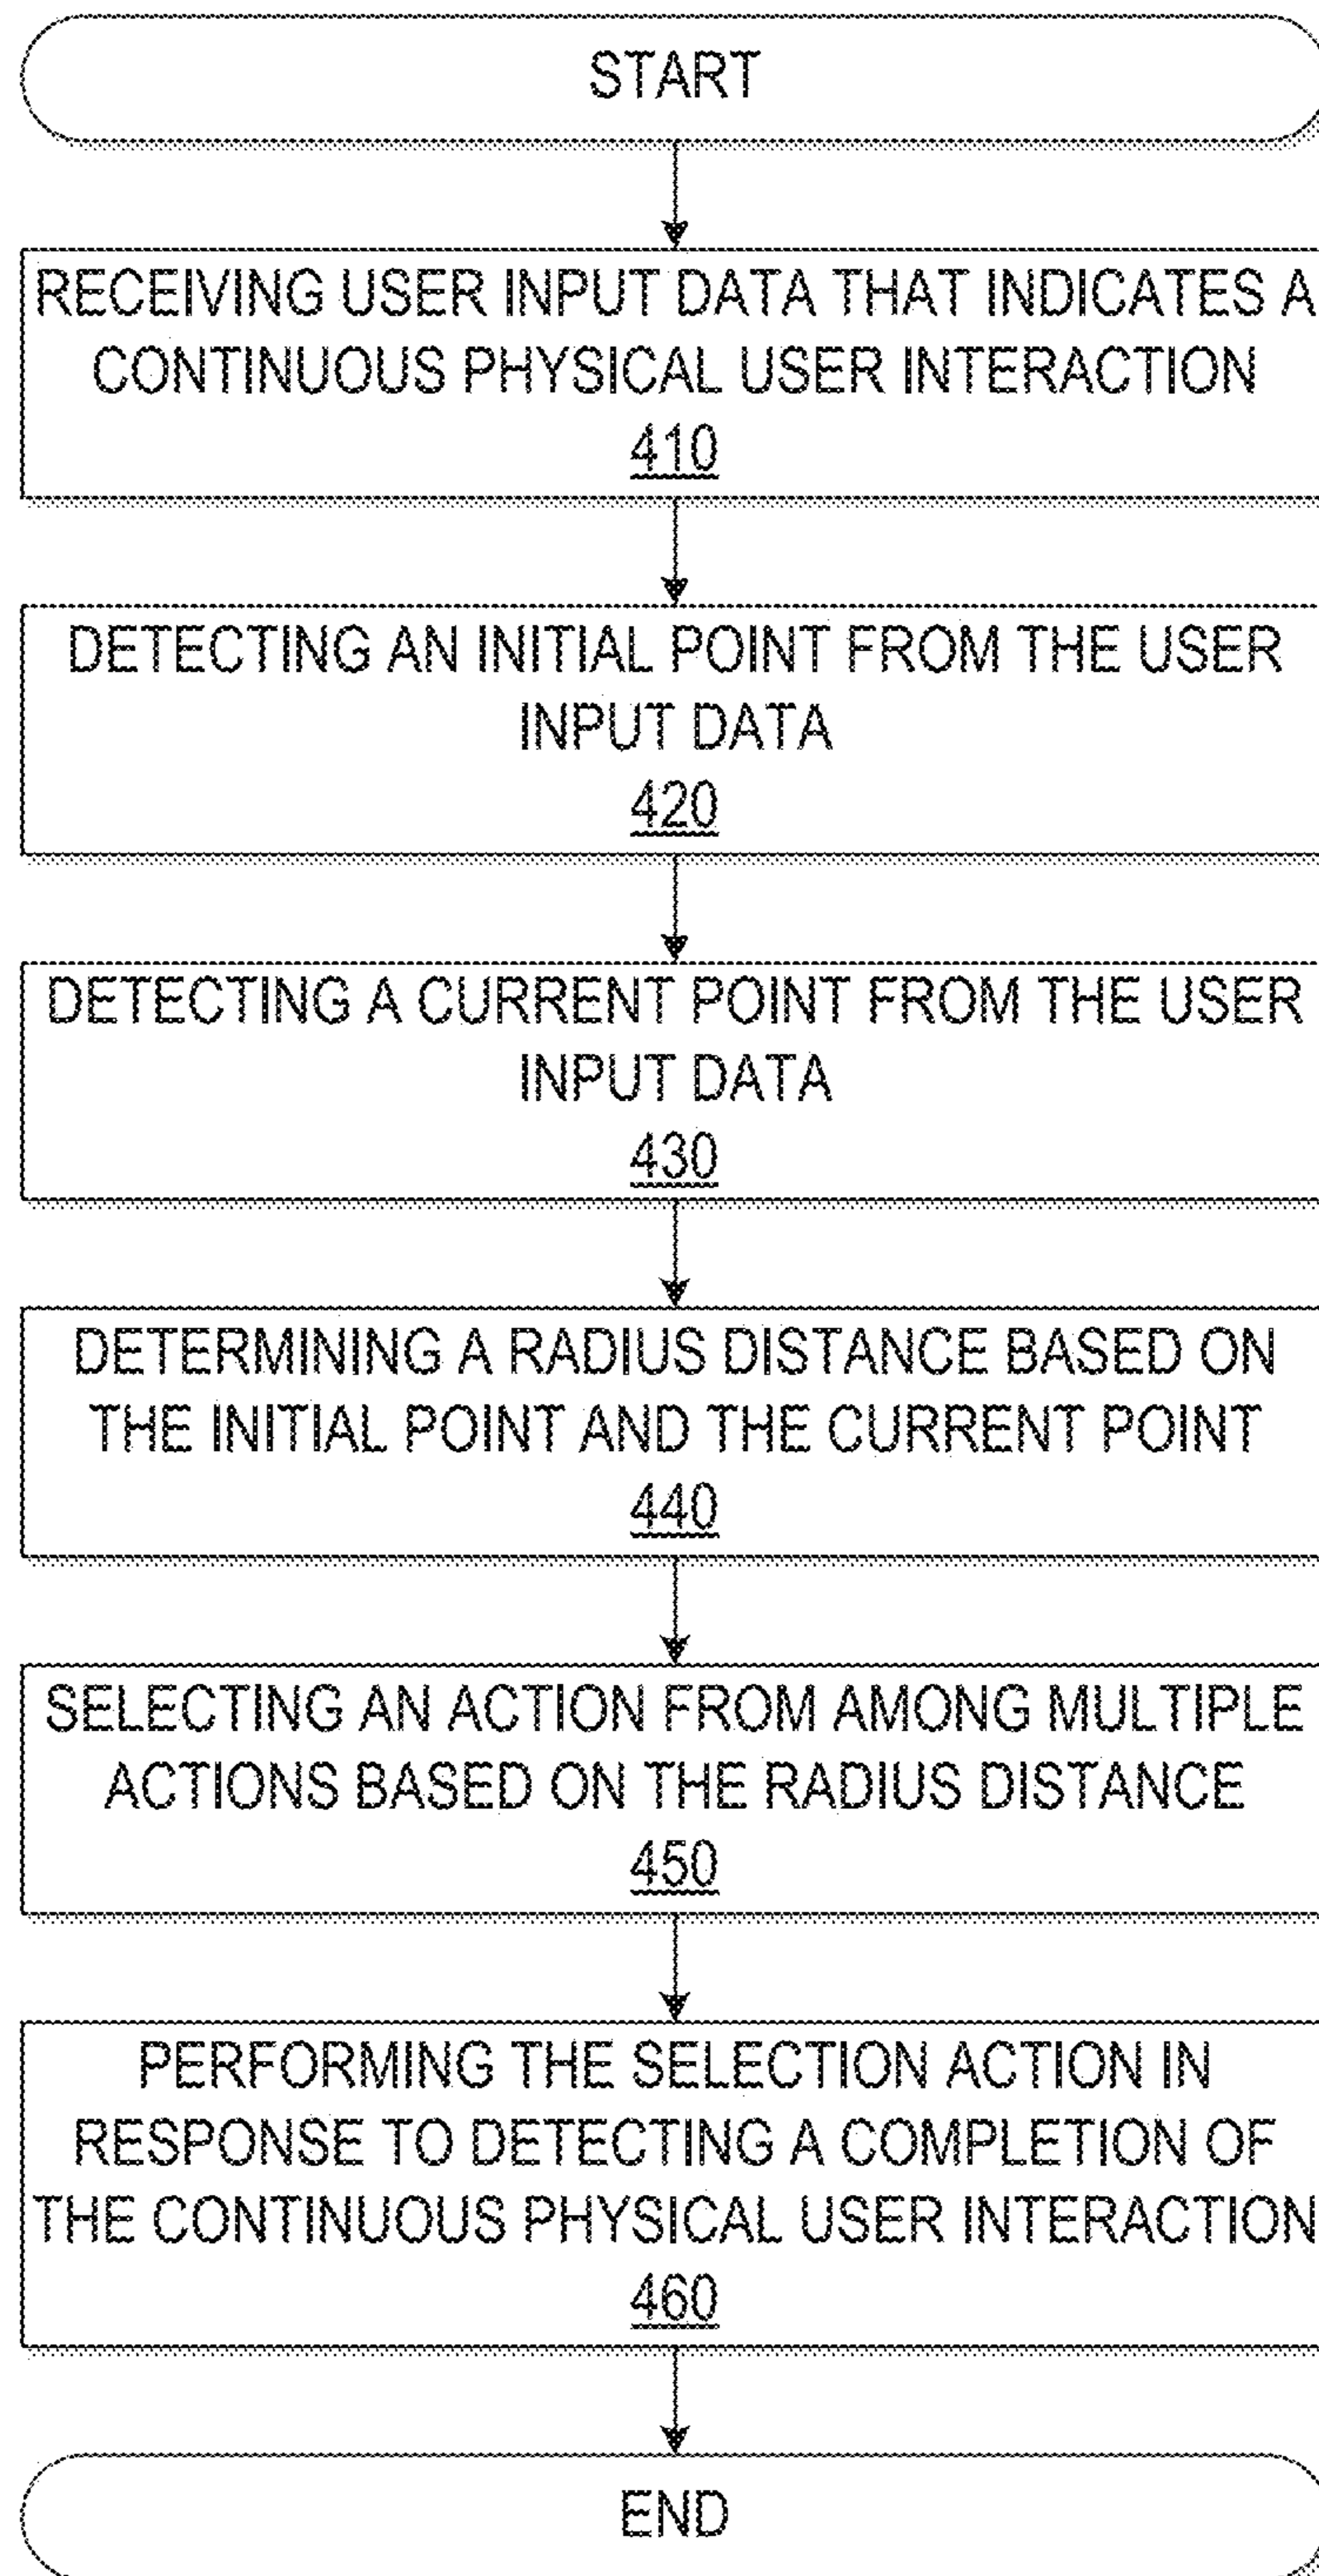 START
RECEIVING USER INPUT DATA THAT INDICATES A
CONTINUOUS PHYSICAL USER INTERACTION
410
DETECTING AN INITIAL POINT FROM THE USER
INPUT DATA
420
DETECTING A CURRENT POINT FROM THE USER
INPUT DATA
430
DETERMINING A RADIUS DISTANCE BASED ON
THE INITIAL POINT AND THE CURRENT POINT
440
SELECTING AN ACTION FROM AMONG MULTIPLE
ACTIONS BASED ON THE RADIUS DISTANCE
450
PERFORMING THE SELECTION ACTION IN
RESPONSE TO DETECTING A COMPLETION OF
THE CONTINUOUS PHYSICAL USER INTERACTION
460
END